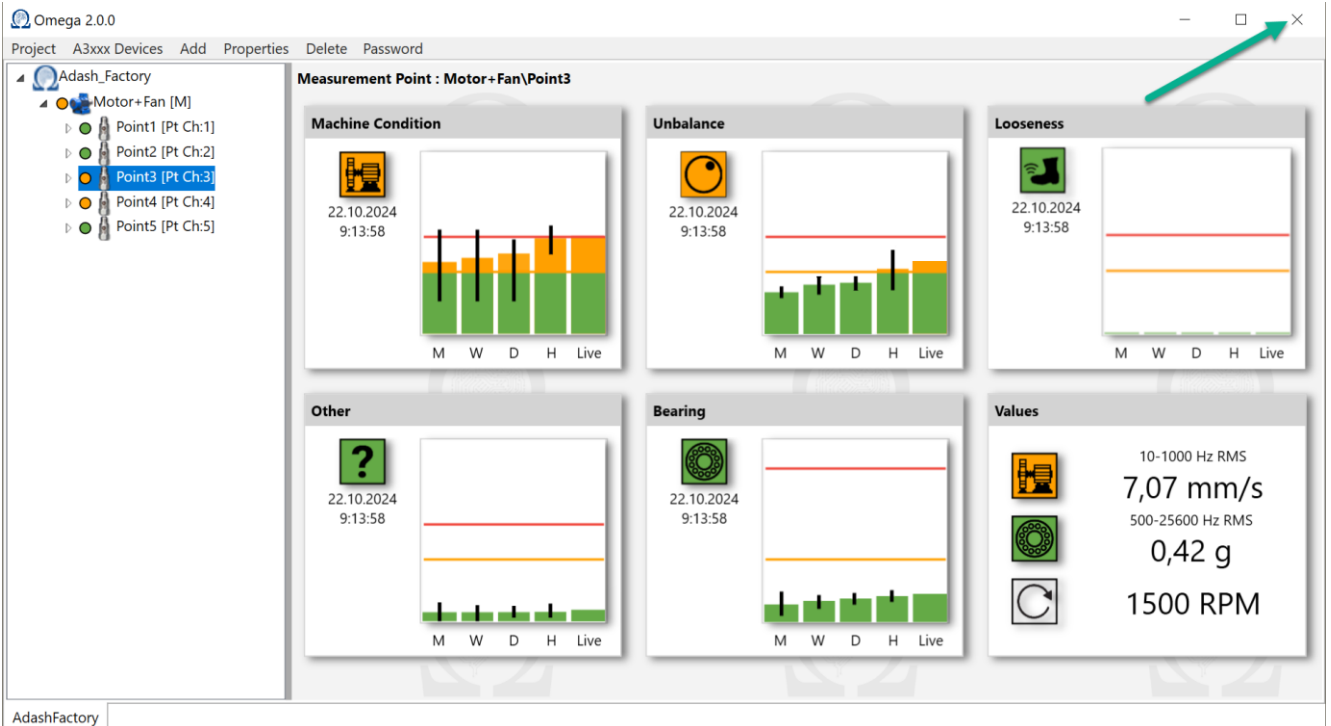 Omega 2.0.0
Project A3xxx Devices Add Properties Delete Password
Adash_Factory
Motor+Fan [M]
Point1 [Pt Ch:1]
Point2 [Pt Ch:2]
Point3 [Pt Ch:3]
Point4 [Pt Ch:4]
Point5 [Pt Ch:5]
Measurement Point : Motor+Fan\Point3
Machine Condition
22.10.2024
9:13:58
M W D H Live
Unbalance
22.10.2024
9:13:58
M W D H Live
Looseness
22.10.2024
9:13:58
M W D H Live
Other
?
22.10.2024
9:13:58
M W D H Live
Bearing
22.10.2024
9:13:58
M W D H Live
Values
10-1000 Hz RMS
7,07 mm/s
500-25600 Hz RMS
0,42 g
1500 RPM
AdashFactory